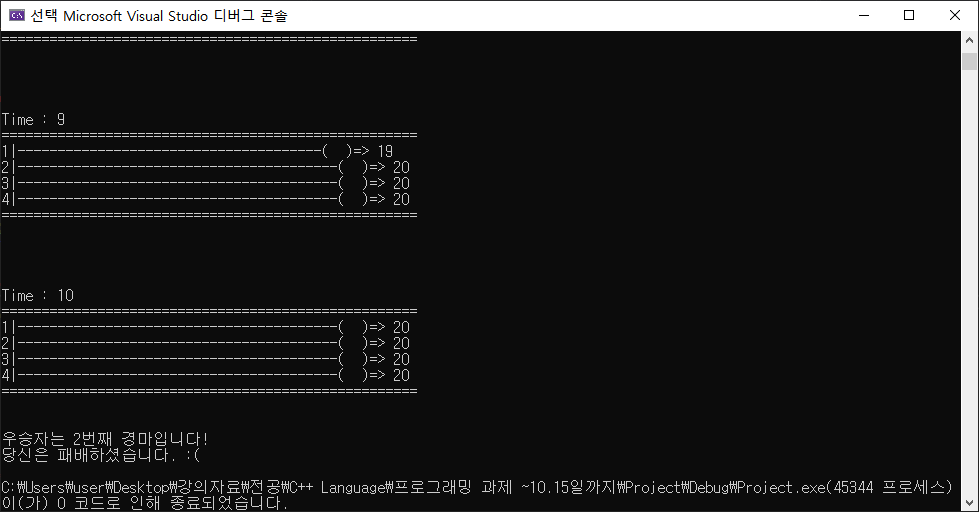 선택 Microsoft Visual Studio 디버그 콘솔
====================================================
Time : 9
====================================================
1|--------------------------------------(  )=> 19
2|----------------------------------------(  )=> 20
3|----------------------------------------(  )=> 20
4|----------------------------------------(  )=> 20
====================================================
Time : 10
====================================================
1|----------------------------------------(  )=> 20
2|----------------------------------------(  )=> 20
3|----------------------------------------(  )=> 20
4|----------------------------------------(  )=> 20
====================================================
우승자는 2번째 경마입니다!
당신은 패배하셨습니다. :(
C:\Users\user\Desktop\강의자료\전공\C++ Language\프로그래밍 과제 ~10.15일까지\Project\Debug\Project.exe(45344 프로세스)
이(가) 0 코드로 인해 종료되었습니다.